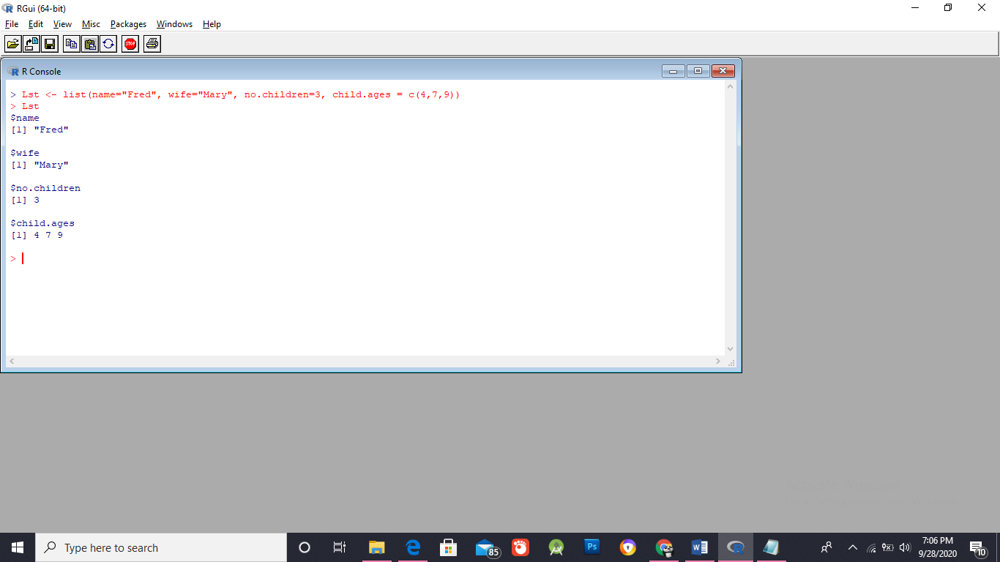 RGui (64-bit)
File Edit View Misc Packages Windows Help
STOP
R Console
> Lst <- list(name="Fred", wife="Mary", no.children=3, child.ages = c(4,7,9))
> Lst
$name
[1] "Fred"
$wife
[1] "Mary"
$no.children
[1] 3
$child.ages
[1] 4 7 9
>
Type here to search
85
Ps
7:06 PM
9/28/2020
10